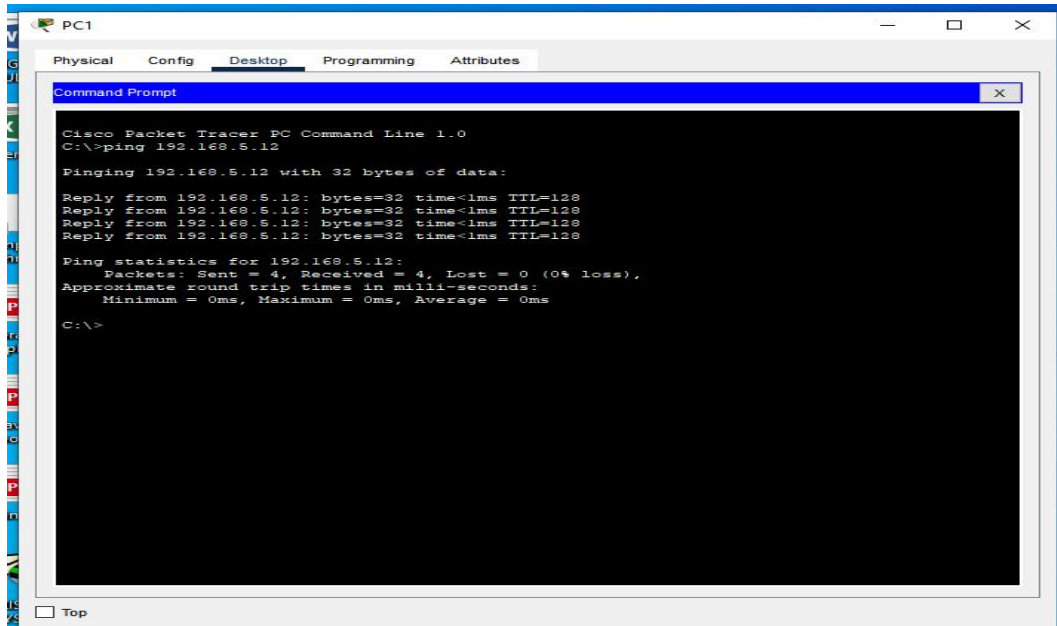 PC1
Physical Config Desktop Programming Attributes
Command Prompt
X
Cisco Packet Tracer PC Command Line 1.0
C:\>ping 192.168.5.12
Pinging 192.168.5.12 with 32 bytes of data:
Reply from 192.168.5.12: bytes=32 time<1ms TTL=128
Reply from 192.168.5.12: bytes=32 time<1ms TTL=128
Reply from 192.168.5.12: bytes=32 time<1ms TTL=128
Reply from 192.168.5.12: bytes=32 time<1ms TTL=128
Ping statistics for 192.168.5.12:
Packets: Sent = 4, Received = 4, Lost = 0 (0% loss),
Approximate round trip times in milli-seconds:
Minimum = 0ms, Maximum = 0ms, Average = 0ms
C:\>
Top